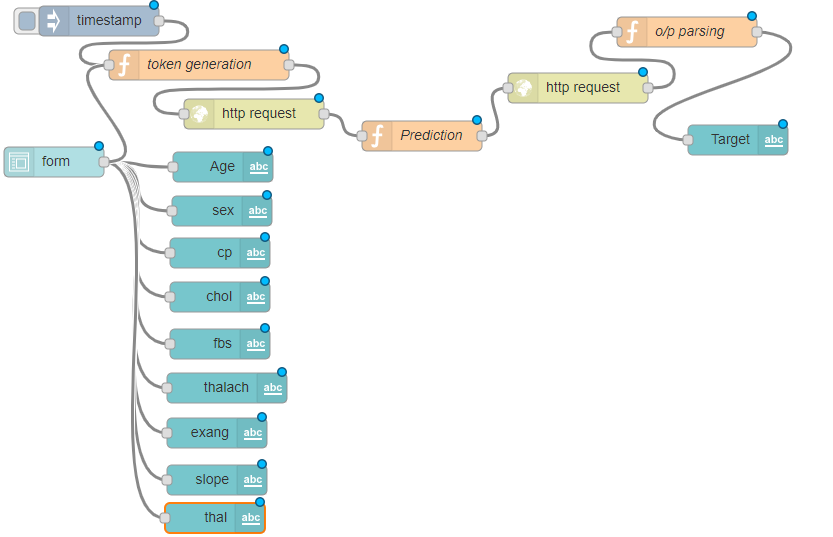 timestamp
token generation
http request
Prediction
http request
o/p parsing
Target abc
form
Age abc
sex abc
cp abc
chol abc
fbs abc
thalach abc
exang abc
slope abc
thal abc